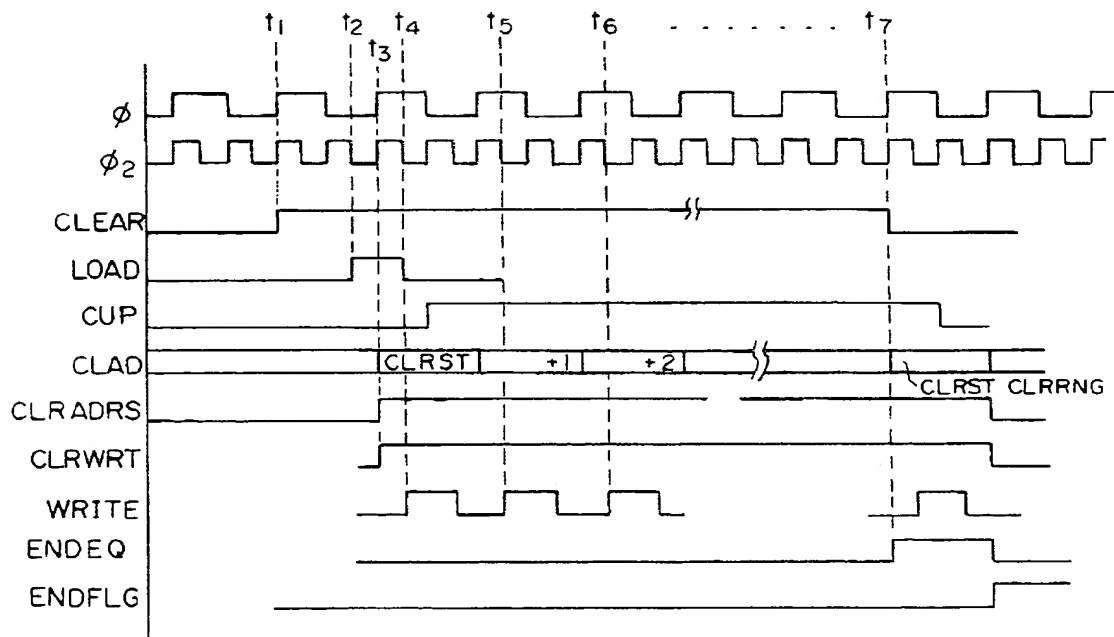 t1 t2 t4 t5 t6 . . . . . . . t7
t3
ϕ
ϕ2
CLEAR
LOAD
CUP
CLAD CLRST +1 +2
CLRST CLRRNG
CLRADRS
CLRWRT
WRITE
ENDEQ
ENDFLG